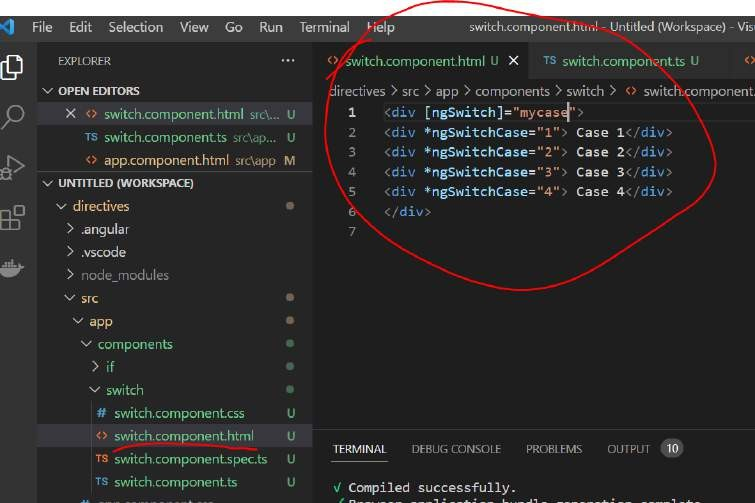 File Edit Selection View Go Run Terminal Help switch.component.html - Untitled (Workspace) - Vis
EXPLORER
OPEN EDITORS
switch.component.html src\... U
switch.component.ts src\ap... U
app.component.html src\app M
UNTITLED (WORKSPACE)
directives
.angular
.vscode
node_modules
src
app
components
if
switch
# switch.component.css U
switch.component.html U
TS switch.component.spec.ts U
TS switch.component.ts U
switch.component.html U
TS switch.component.ts U
directives > src > app > components > switch > switch.component.
1 <div [ngSwitch]="mycase">
2 <div *ngSwitchCase="1"> Case 1</div>
3 <div *ngSwitchCase="2"> Case 2</div>
4 <div *ngSwitchCase="3"> Case 3</div>
5 <div *ngSwitchCase="4"> Case 4</div>
6 </div>
7
TERMINAL DEBUG CONSOLE PROBLEMS OUTPUT 10
√ Compiled successfully.